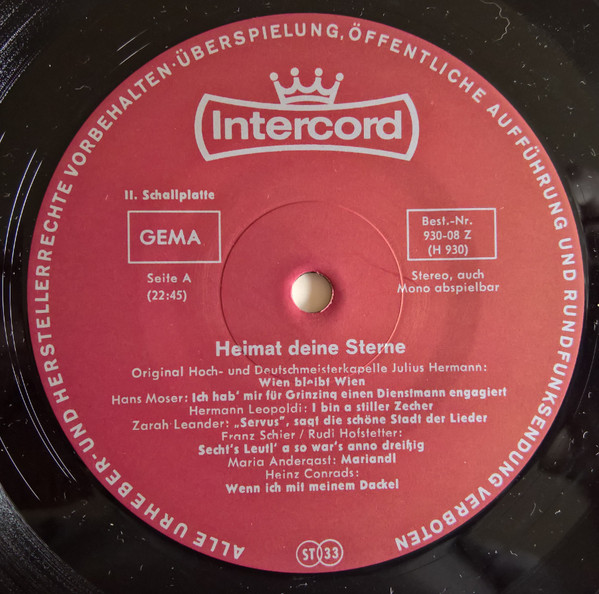 ALLE URHEBER- UND HERSTELLERRECHTE VORBEHALTEN · ÜBERSPIELUNG, ÖFFENTLICHE AUFFÜHRUNG UND RUNDFUNKSENDUNG VERBOTEN
Intercord
11. Schallplatte
GEMA
Seite A
(22:45)
Best.-Nr.
930-08 Z
(H 930)
Stereo, auch
Mono abspielbar
Heimat deine Sterne
Original Hoch- und Deutschmeisterkapelle Julius Hermann:
Wien bleibt Wien
Hans Moser: Ich hab' mir für Grinzing einen Dienstmann engagiert
Hermann Leopoldi: I bin a stiller Zecher
Zarah Leander: „Servus", sagt die schöne Stadt der Lieder
Franz Schier / Rudi Hofstetter:
Secht's Leutl' a so war's anno dreißig
Maria Andergast: Mariandl
Heinz Conrads:
Wenn ich mit meinem Dackel
ST 33